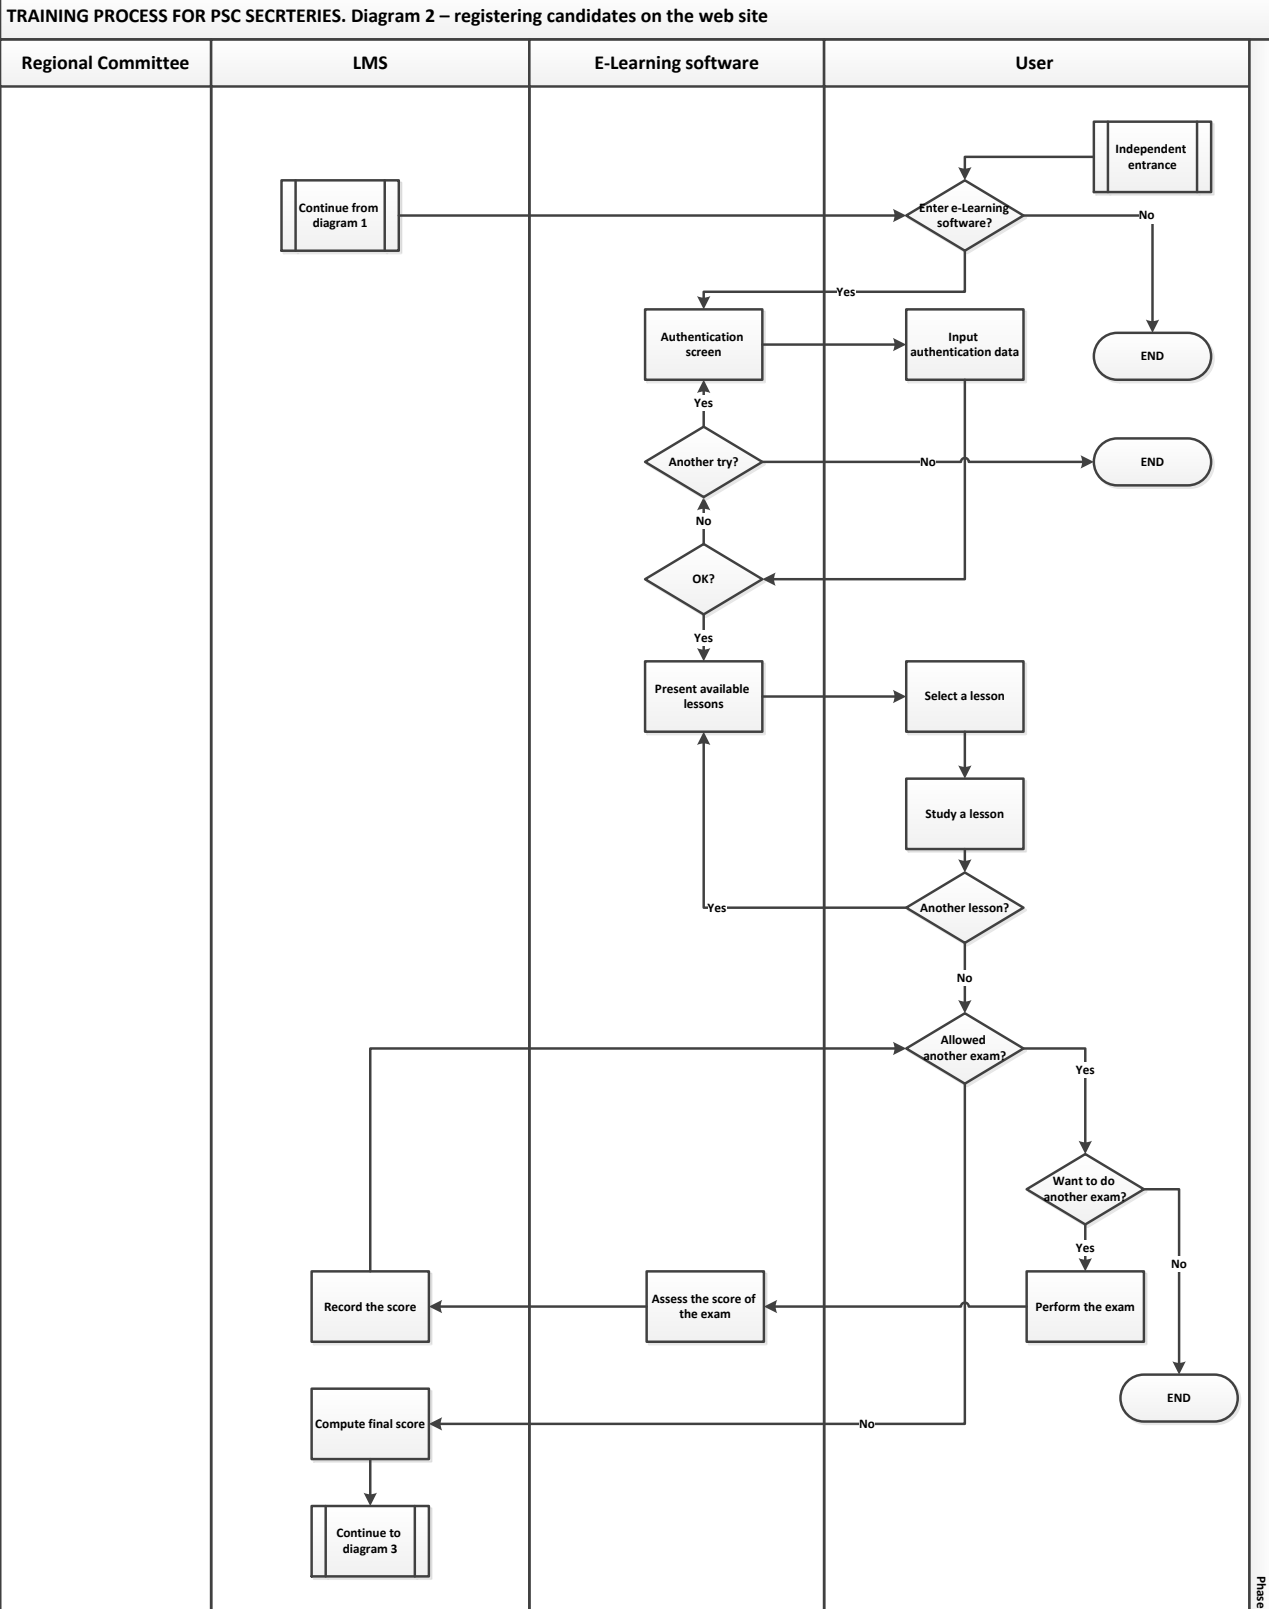 TRAINING PROCESS FOR PSC SECRTERIES. Diagram 2 – registering candidates on the web site
Regional Committee
LMS
E-Learning software
User
Independent
entrance
Continue from
diagram 1
Enter e-Learning
software?
No
Yes
Authentication
screen
Input
authentication data
END
Yes
Another try?
No
END
No
OK?
Yes
Present available
lessons
Select a lesson
Study a lesson
Another lesson?
Yes
No
Allowed
another exam?
Yes
Want to do
another exam?
Yes
No
Record the score
Assess the score of
the exam
Perform the exam
END
Compute final score
No
Continue to
diagram 3
Phase